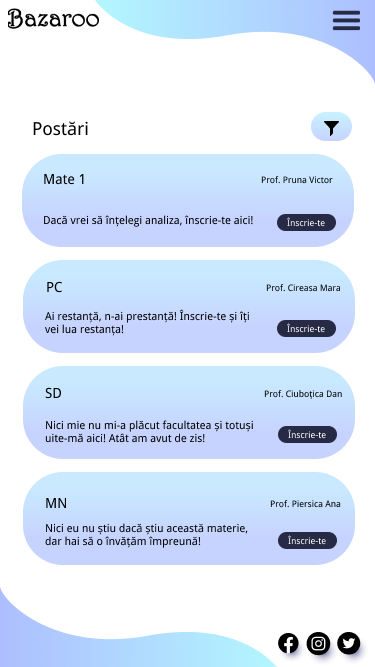 Bazaroo
Postări
Mate 1
Prof. Pruna Victor
Dacă vrei să înțelegi analiza, înscrie-te aici!
Înscrie-te
PC
Prof. Cireasa Mara
Ai restanță, n-ai prestanță! Înscrie-te și îți
vei lua restanța!
Înscrie-te
SD
Prof. Ciuboțica Dan
Nici mie nu mi-a plăcut facultatea și totuși
uite-mă aici! Atât am avut de zis!
Înscrie-te
MN
Prof. Piersica Ana
Nici eu nu știu dacă știu această materie,
dar hai să o învățăm împreună!
Înscrie-te